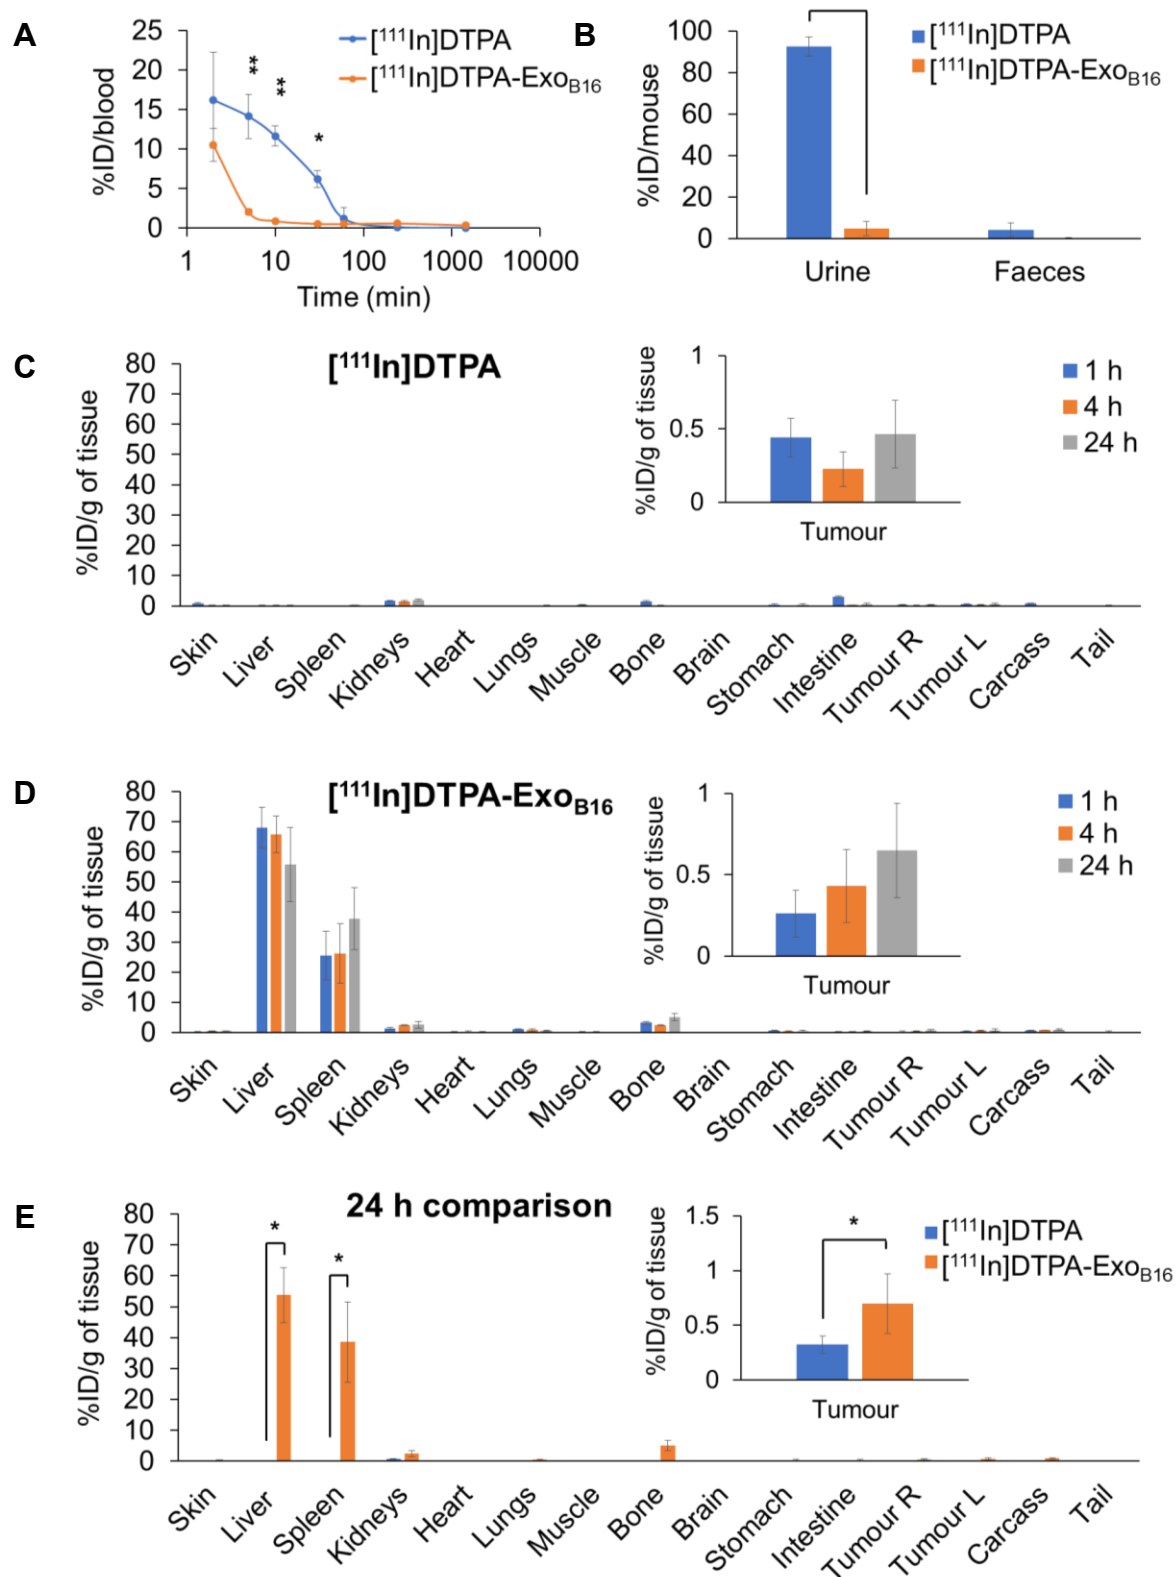 A
25
20
15
10
5
0
%ID/blood
1 10 100 1000 10000
Time (min)
[¹¹¹In]DTPA
[¹¹¹In]DTPA-Exo_B16
**
**
*
B
100
80
60
40
20
0
%ID/mouse
Urine Faeces
[¹¹¹In]DTPA
[¹¹¹In]DTPA-Exo_B16
C
[¹¹¹In]DTPA
80
70
60
50
40
30
20
10
0
%ID/g of tissue
Skin Liver Spleen Kidneys Heart Lungs Muscle Bone Brain Stomach Intestine Tumour R Tumour L Carcass Tail
1
0.5
0
%ID/g of tissue
Tumour
1 h
4 h
24 h
D
[¹¹¹In]DTPA-Exo_B16
80
70
60
50
40
30
20
10
0
%ID/g of tissue
Skin Liver Spleen Kidneys Heart Lungs Muscle Bone Brain Stomach Intestine Tumour R Tumour L Carcass Tail
1
0.5
0
%ID/g of tissue
Tumour
1 h
4 h
24 h
E
24 h comparison
80
70
60
50
40
30
20
10
0
%ID/g of tissue
*
*
Skin Liver Spleen Kidneys Heart Lungs Muscle Bone Brain Stomach Intestine Tumour R Tumour L Carcass Tail
1.5
1
0.5
0
%ID/g of tissue
*
Tumour
[¹¹¹In]DTPA
[¹¹¹In]DTPA-Exo_B16